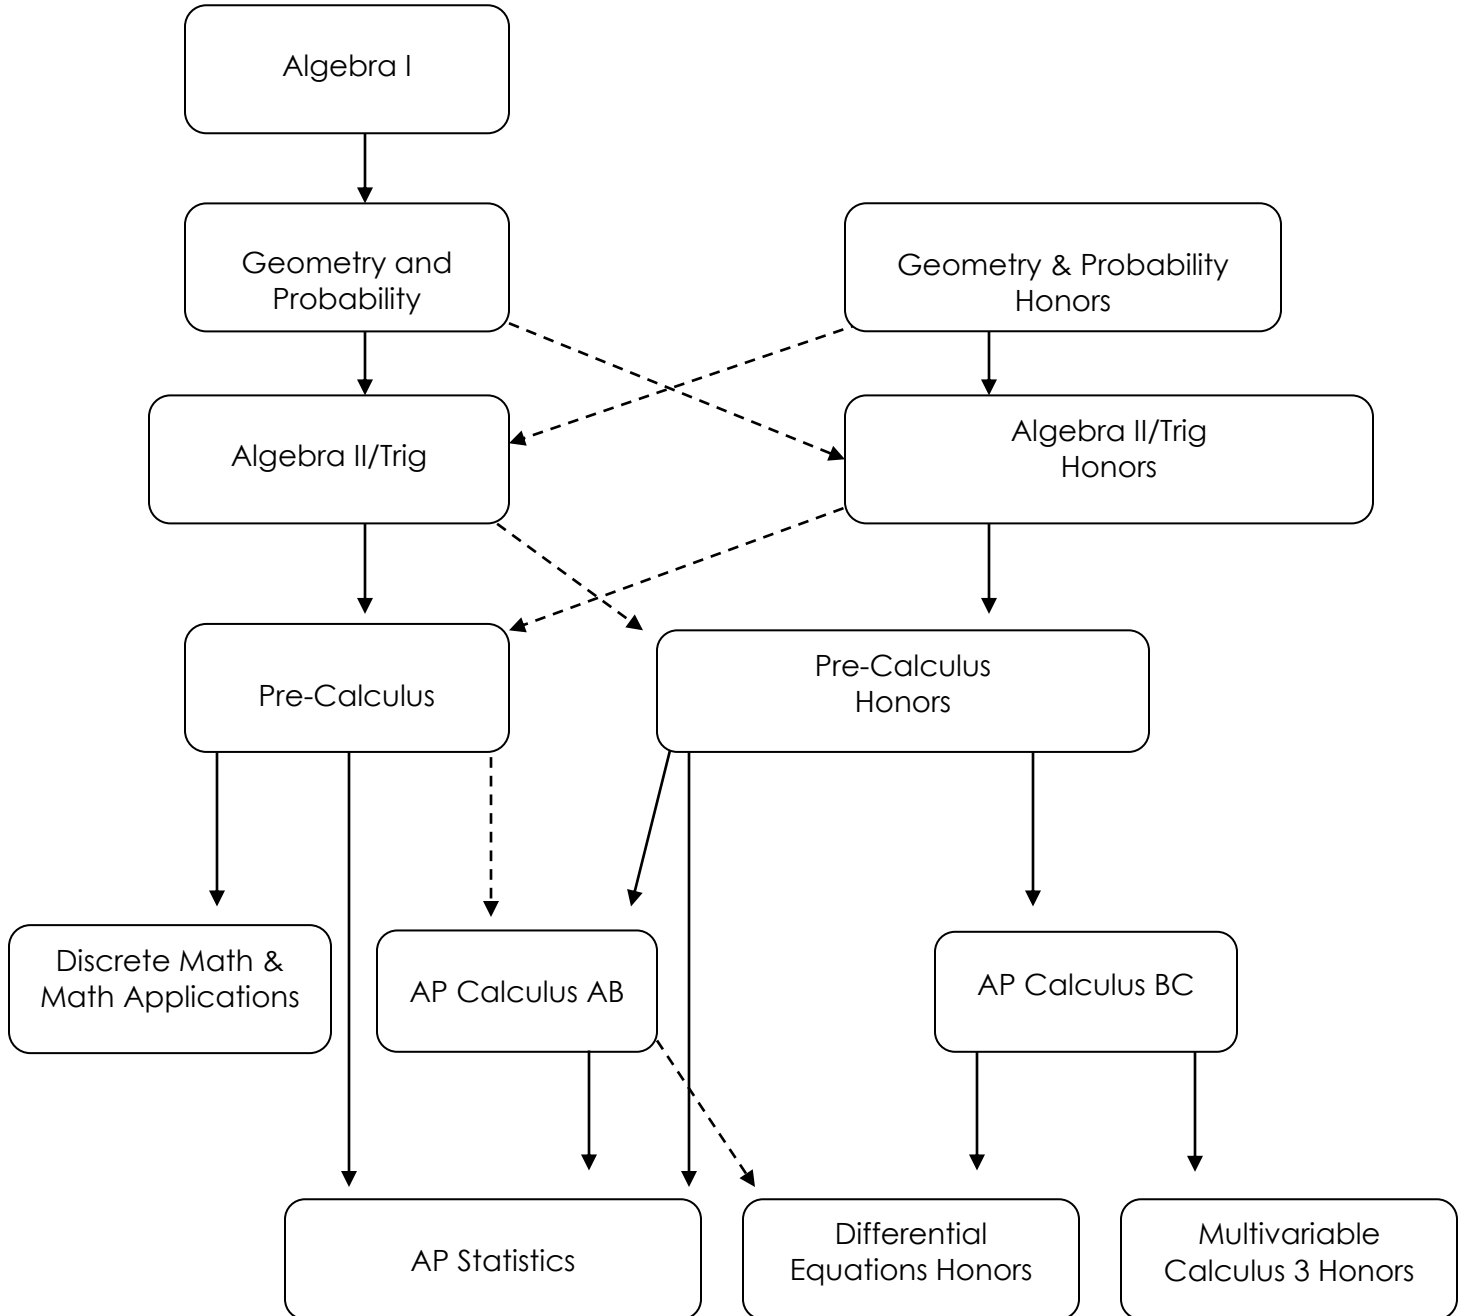 Algebra I
Geometry and
Probability
Geometry & Probability
Honors
Algebra II/Trig
Algebra II/Trig
Honors
Pre-Calculus
Pre-Calculus
Honors
Discrete Math &
Math Applications
AP Calculus AB
AP Calculus BC
AP Statistics
Differential
Equations Honors
Multivariable
Calculus 3 Honors